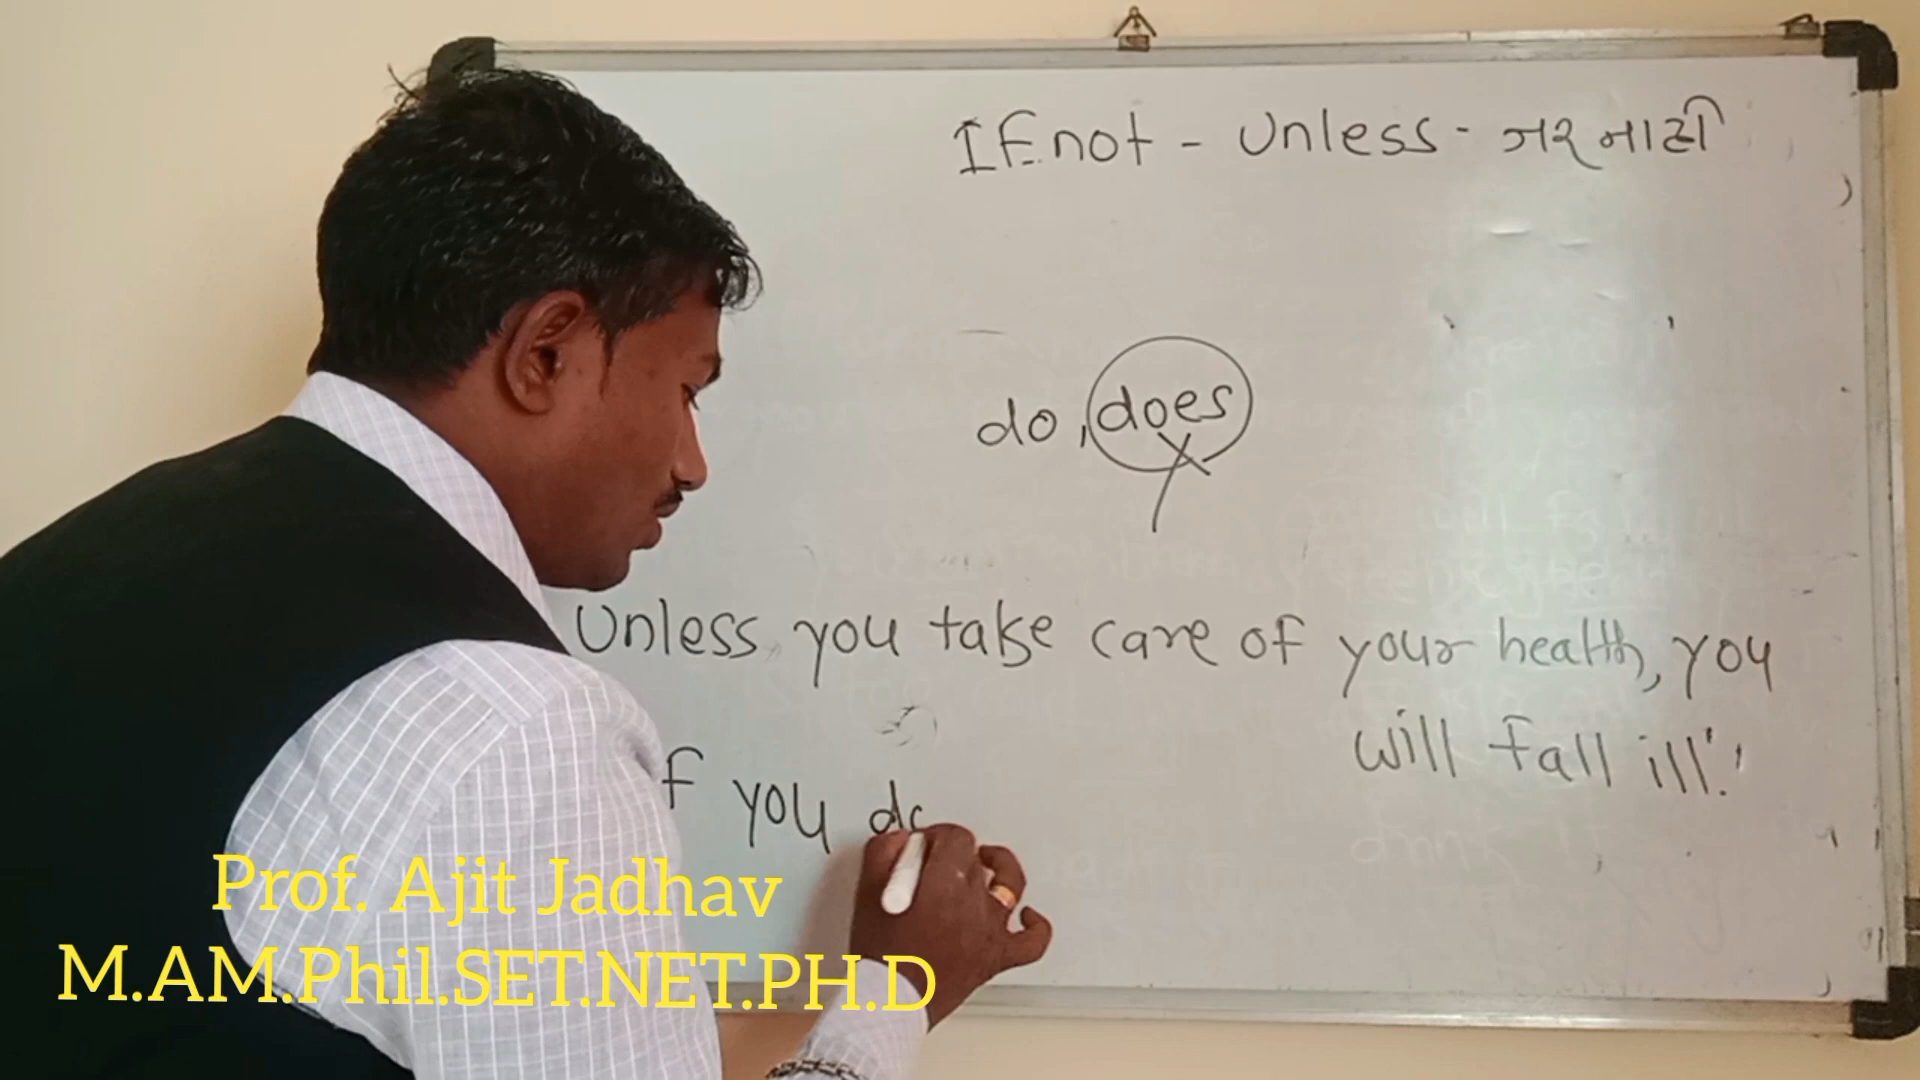 If not - Unless - जर नाही
do, does
Unless you take care of your health, you
will fall ill.
f you do
Prof. Ajit Jadhav
M.AM.Phil.SET.NET.PH.D